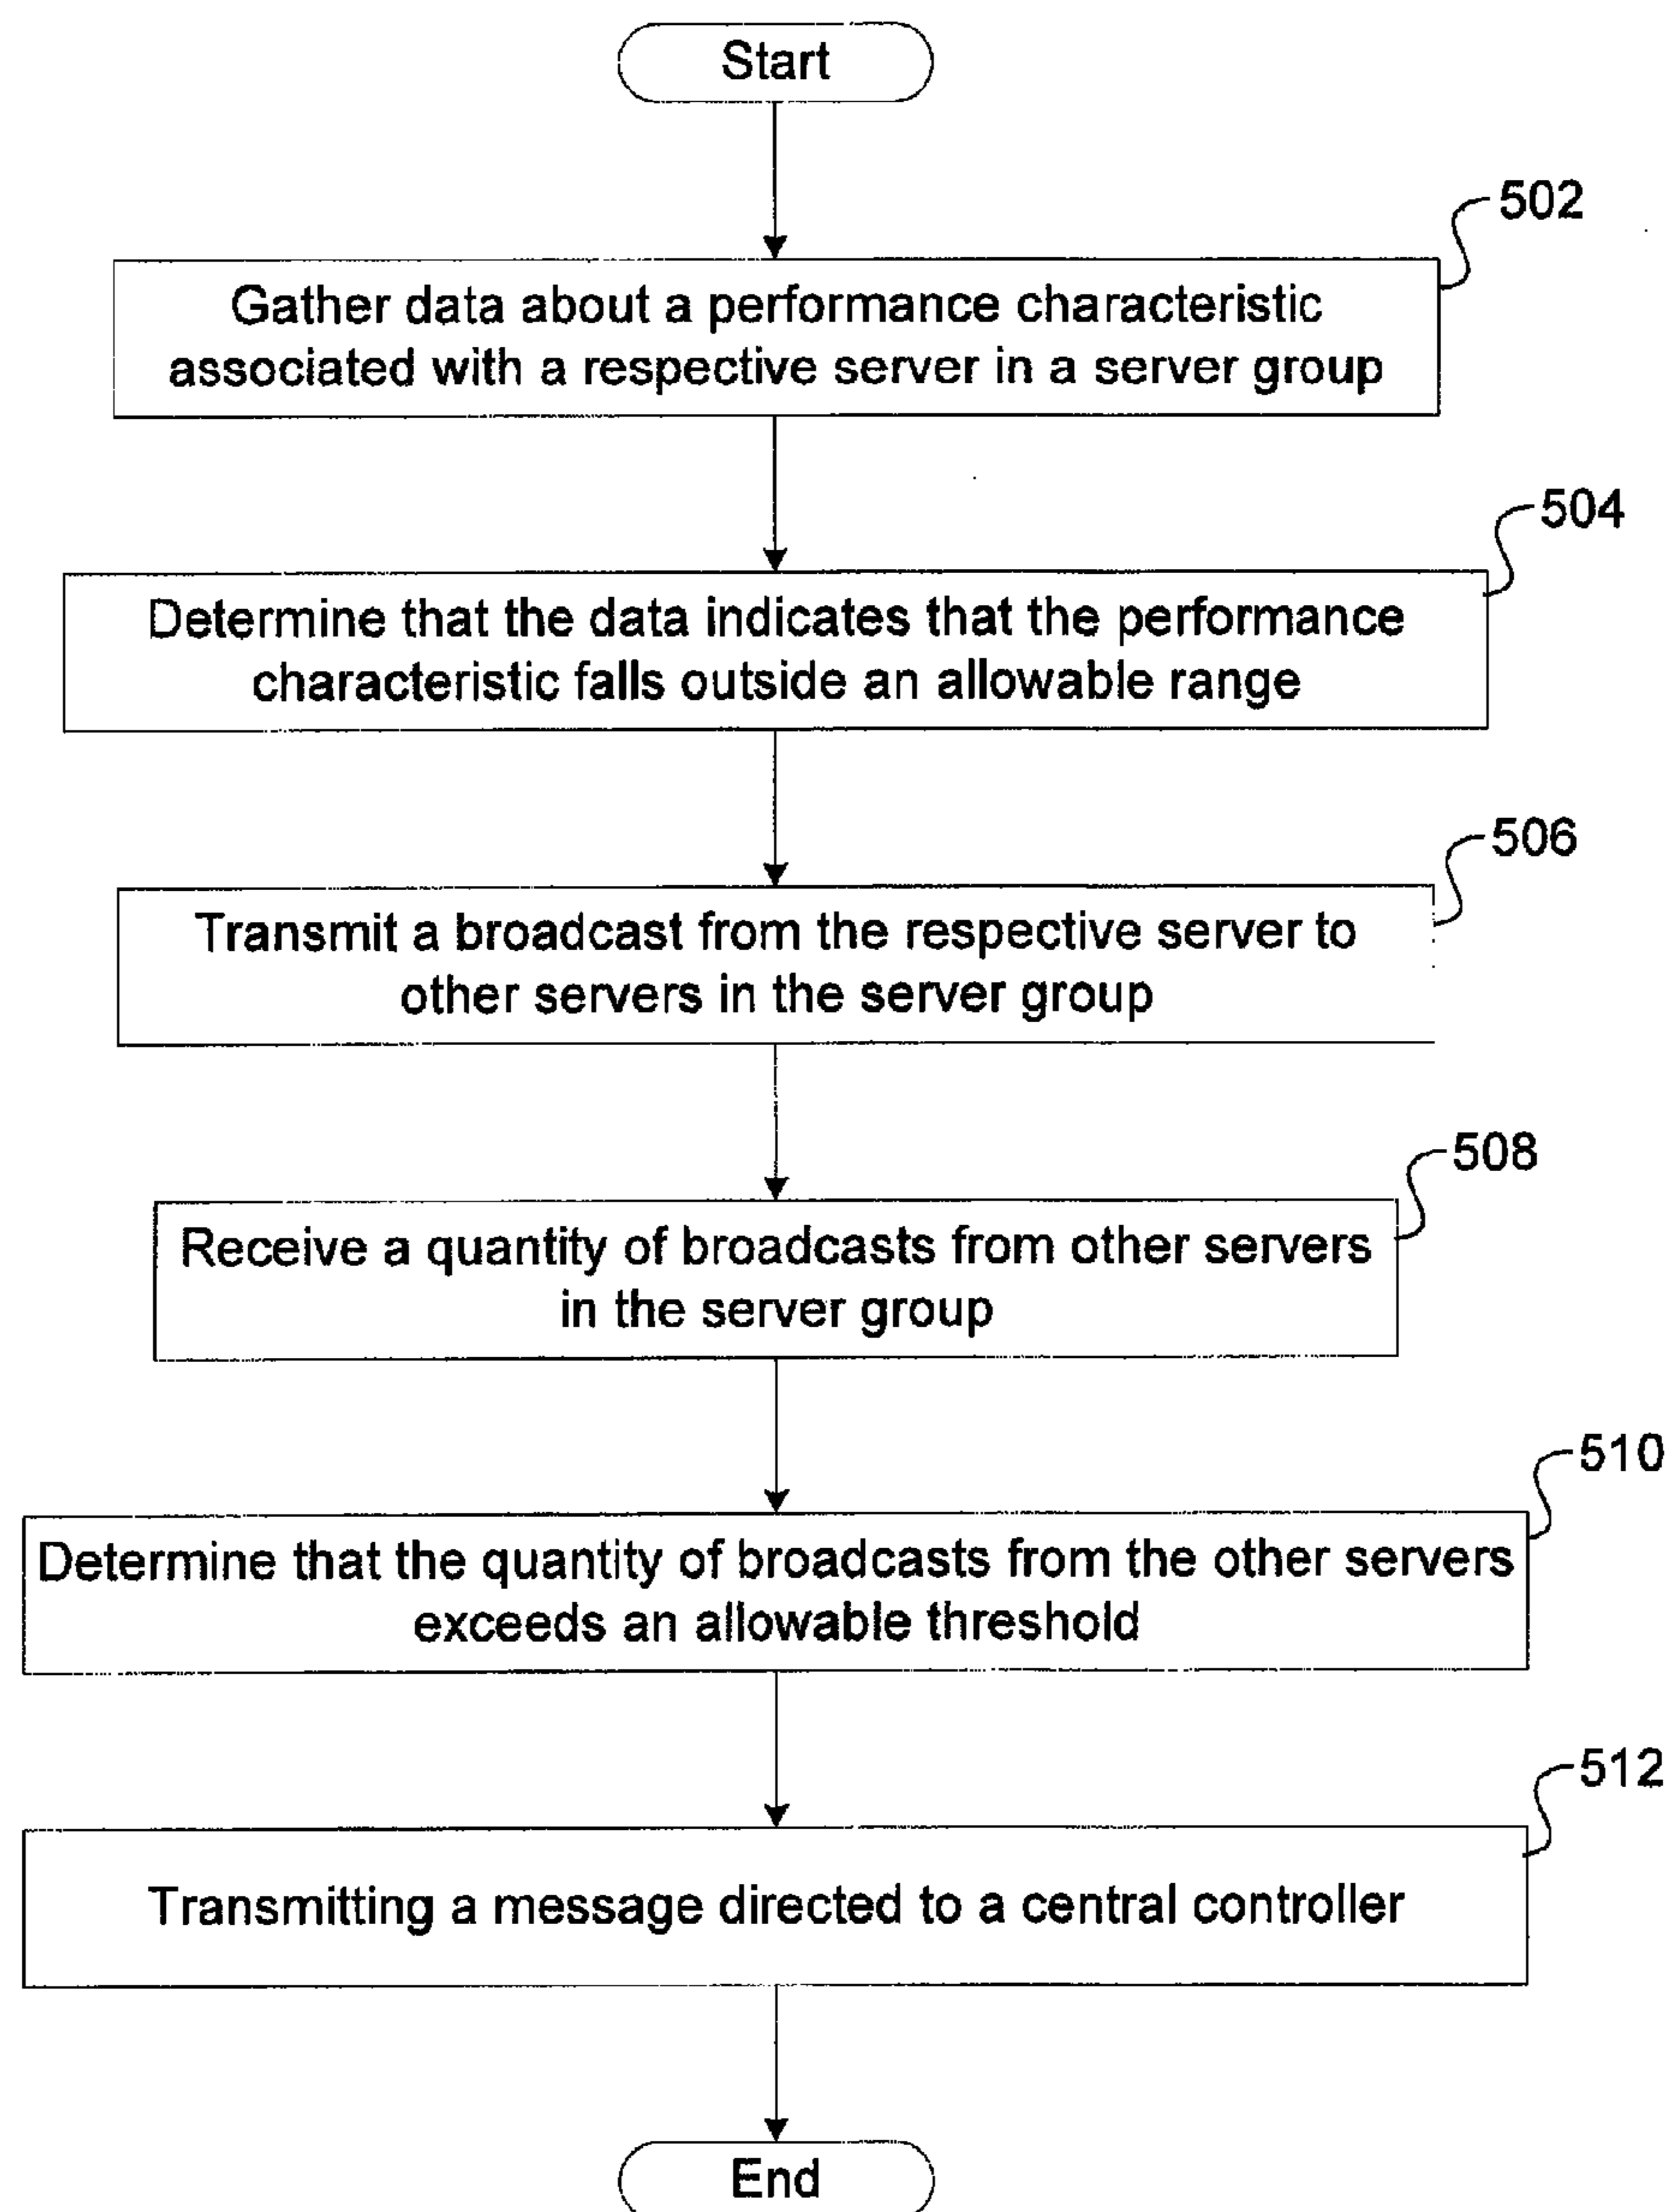 Start
502
Gather data about a performance characteristic
associated with a respective server in a server group
504
Determine that the data indicates that the performance
characteristic falls outside an allowable range
506
Transmit a broadcast from the respective server to
other servers in the server group
508
Receive a quantity of broadcasts from other servers
in the server group
510
Determine that the quantity of broadcasts from the other servers
exceeds an allowable threshold
512
Transmitting a message directed to a central controller
End